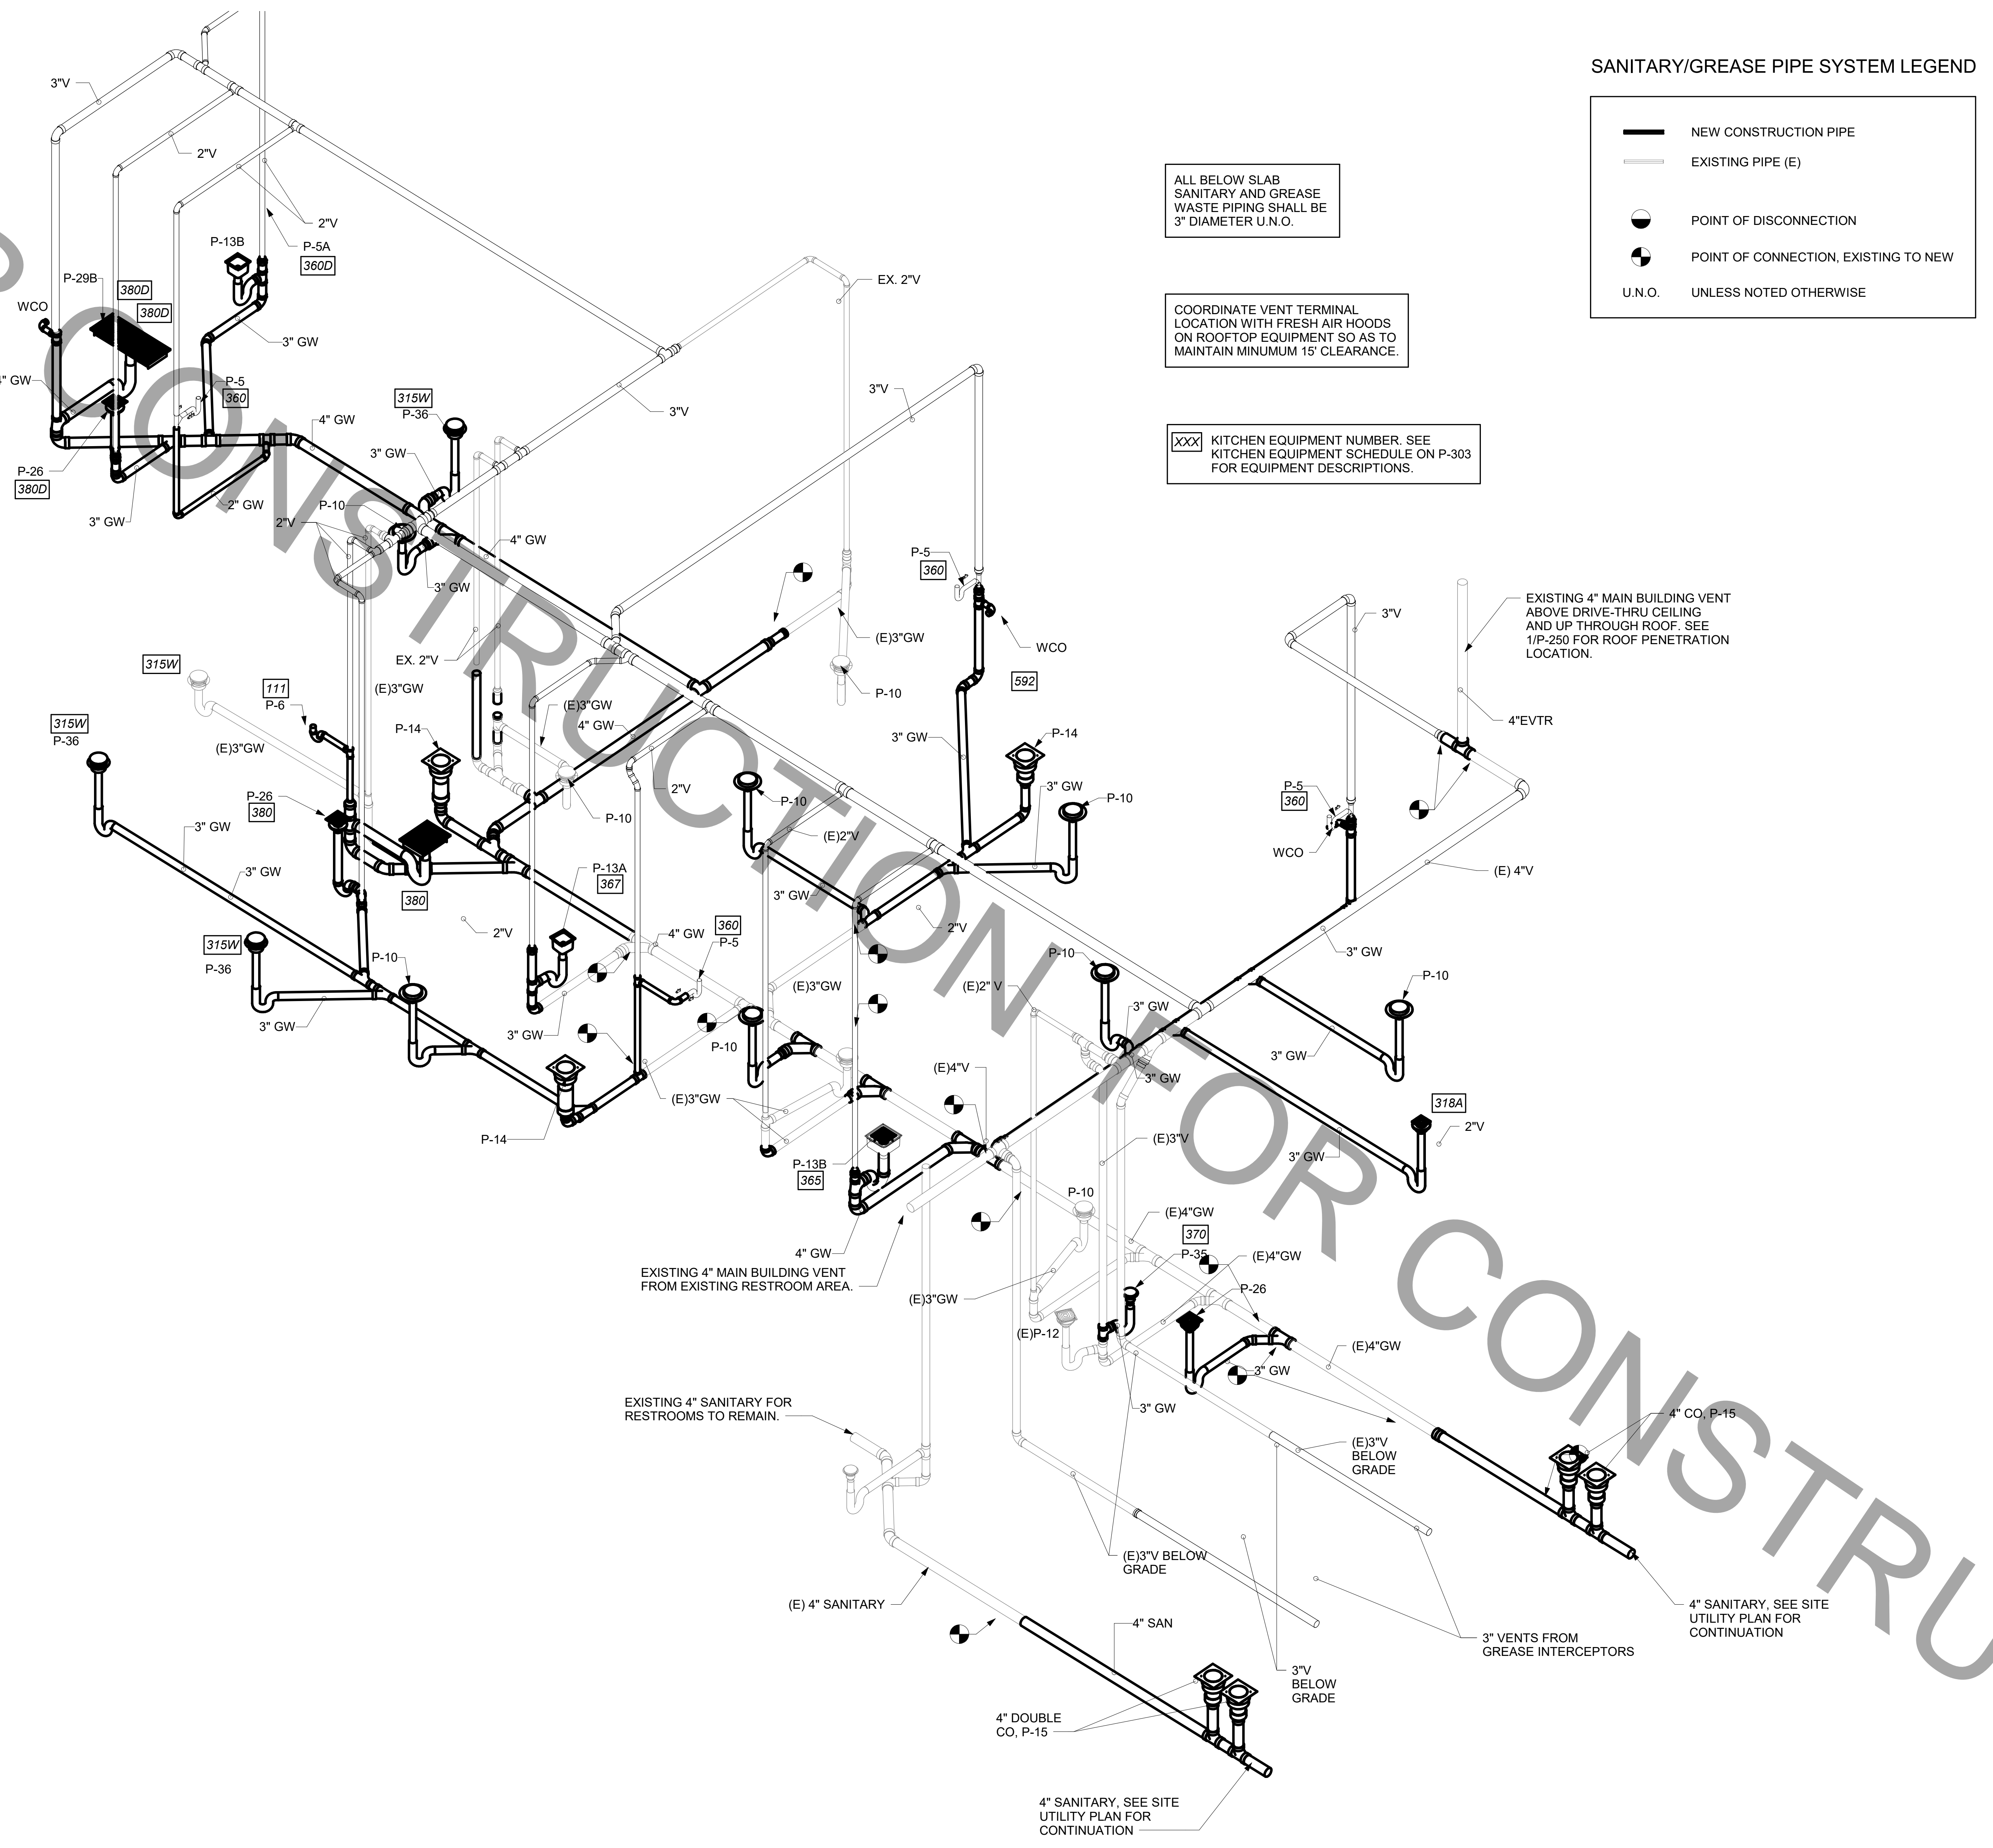 SANITARY/GREASE PIPE SYSTEM LEGEND
NEW CONSTRUCTION PIPE
EXISTING PIPE (E)
POINT OF DISCONNECTION
POINT OF CONNECTION, EXISTING TO NEW
U.N.O. UNLESS NOTED OTHERWISE
ALL BELOW SLAB
SANITARY AND GREASE
WASTE PIPING SHALL BE
3" DIAMETER U.N.O.
COORDINATE VENT TERMINAL
LOCATION WITH FRESH AIR HOODS
ON ROOFTOP EQUIPMENT SO AS TO
MAINTAIN MINUMUM 15' CLEARANCE.
XXX KITCHEN EQUIPMENT NUMBER. SEE
KITCHEN EQUIPMENT SCHEDULE ON P-303
FOR EQUIPMENT DESCRIPTIONS.
3"V
2"V
2"V
P-13B
P-5A
360D
P-29B
380D
380D
WCO
3" GW
" GW
P-5
360
4" GW
P-26
380D
3" GW
2" GW
315W
P-36
3" GW
P-10
2"V
3" GW
4" GW
EX. 2"V
3"V
3"V
P-5
360
WCO
(E)3"GW
EX. 2"V
P-10
592
3"V
EXISTING 4" MAIN BUILDING VENT
ABOVE DRIVE-THRU CEILING
AND UP THROUGH ROOF. SEE
1/P-250 FOR ROOF PENETRATION
LOCATION.
4"EVTR
315W
111
P-6
(E)3"GW
(E)3"GW
315W
P-36
(E)3"GW
P-14
4" GW
3" GW
P-14
2"V
P-10
3" GW
P-10
P-26
380
3" GW
P-10
(E)2"V
P-5
360
WCO
3" GW
380
P-13A
367
3" GW
(E) 4"V
2"V
360
P-5
4" GW
2"V
315W
P-36
P-10
3" GW
3" GW
(E)3"GW
P-10
(E)2" V
3" GW
P-10
3" GW
3" GW
P-10
3" GW
(E)4"V
3" GW
(E)3"GW
318A
2"V
P-14
(E)3"V
3" GW
P-13B
365
P-10
(E)4"GW
370
P-35
(E)4"GW
4" GW
EXISTING 4" MAIN BUILDING VENT
FROM EXISTING RESTROOM AREA.
(E)3"GW
P-26
(E)P-12
(E)4"GW
3" GW
3" GW
EXISTING 4" SANITARY FOR
RESTROOMS TO REMAIN.
4" CO, P-15
(E)3"V
BELOW
GRADE
(E)3"V BELOW
GRADE
(E) 4" SANITARY
4" SAN
4" SANITARY, SEE SITE
UTILITY PLAN FOR
CONTINUATION
3" VENTS FROM
GREASE INTERCEPTORS
3"V
BELOW
GRADE
4" DOUBLE
CO, P-15
4" SANITARY, SEE SITE
UTILITY PLAN FOR
CONTINUATION
CONSTRUCTION FOR CONSTRU